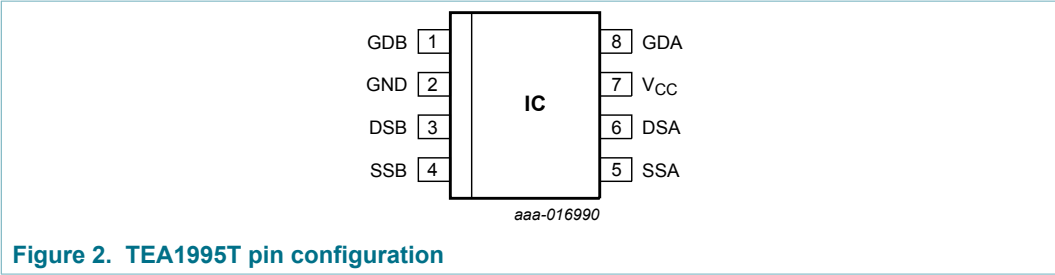 GDB 1 8 GDA
GND 2 7 VCC
IC
DSB 3 6 DSA
SSB 4 5 SSA
aaa-016990
Figure 2. TEA1995T pin configuration